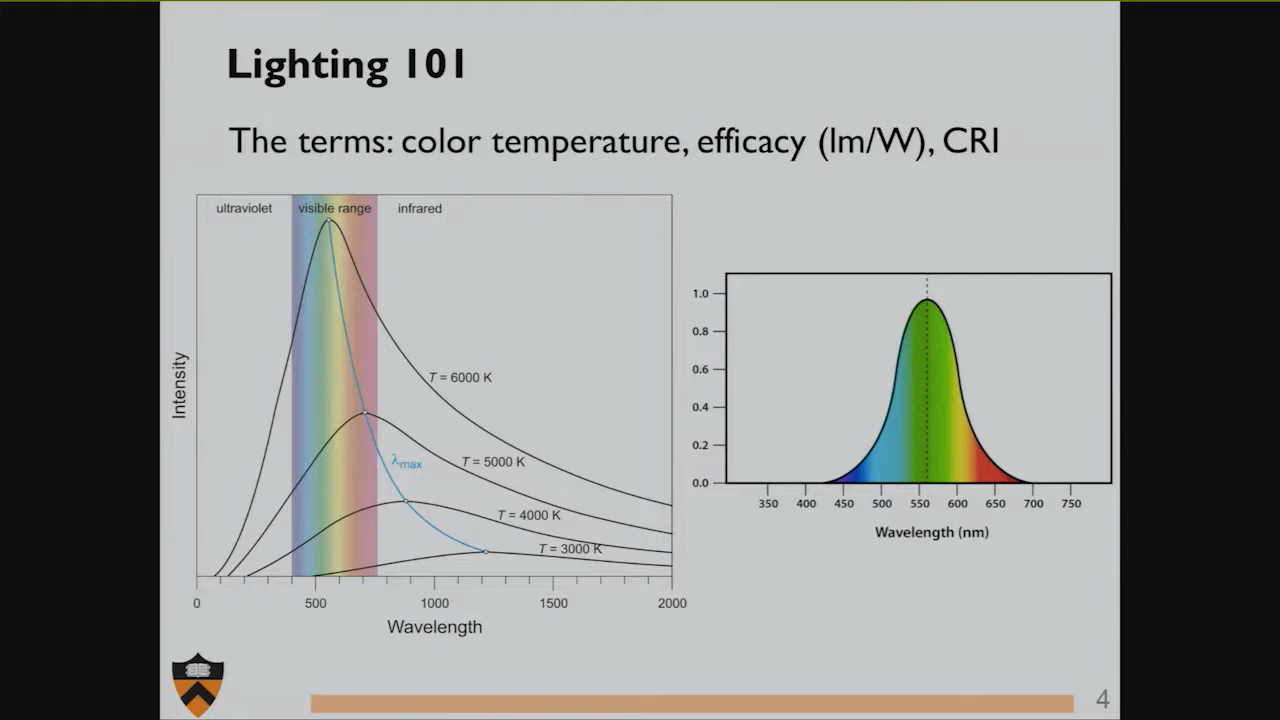 Lighting 101
The terms: color temperature, efficacy (lm/W), CRI
ultraviolet visible range infrared
Intensity
T = 6000 K
λmax
T = 5000 K
T = 4000 K
T = 3000 K
0 500 1000 1500 2000
Wavelength
1.0
0.8
0.6
0.4
0.2
0.0
350 400 450 500 550 600 650 700 750
Wavelength (nm)
4